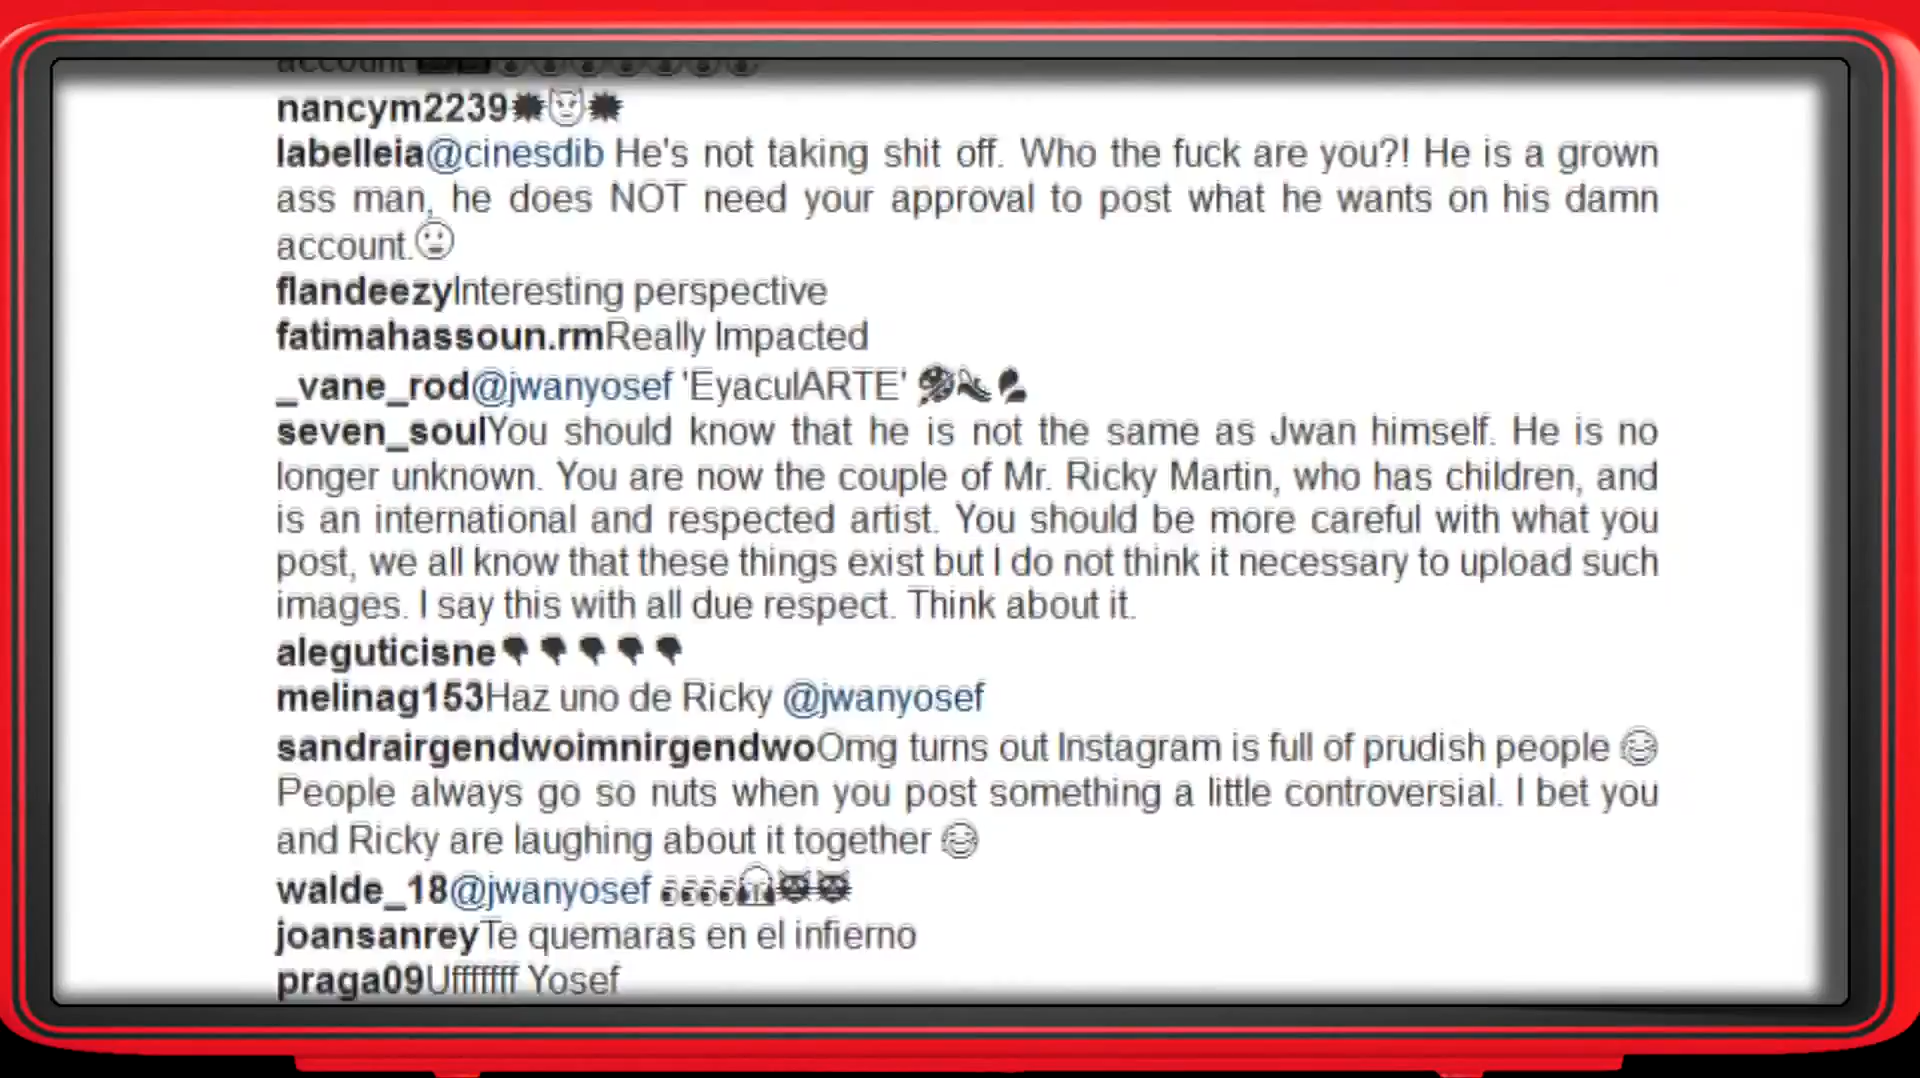 account
nancym2239✹😈✹
labelleia@cinesdib He's not taking shit off. Who the fuck are you?! He is a grown
ass man, he does NOT need your approval to post what he wants on his damn
account.
flandeezyInteresting perspective
fatimahassoun.rmReally Impacted
_vane_rod@jwanyosef 'EyaculARTE'
seven_soulYou should know that he is not the same as Jwan himself. He is no
longer unknown. You are now the couple of Mr. Ricky Martin, who has children, and
is an international and respected artist. You should be more careful with what you
post, we all know that these things exist but I do not think it necessary to upload such
images. I say this with all due respect. Think about it.
aleguticisne👎👎👎👎👎
melinag153Haz uno de Ricky @jwanyosef
sandrairgendwoimnirgendwoOmg turns out Instagram is full of prudish people 😂
People always go so nuts when you post something a little controversial. I bet you
and Ricky are laughing about it together 😂
walde_18@jwanyosef
joansanreyTe quemaras en el infierno
praga09Ufffffff Yosef